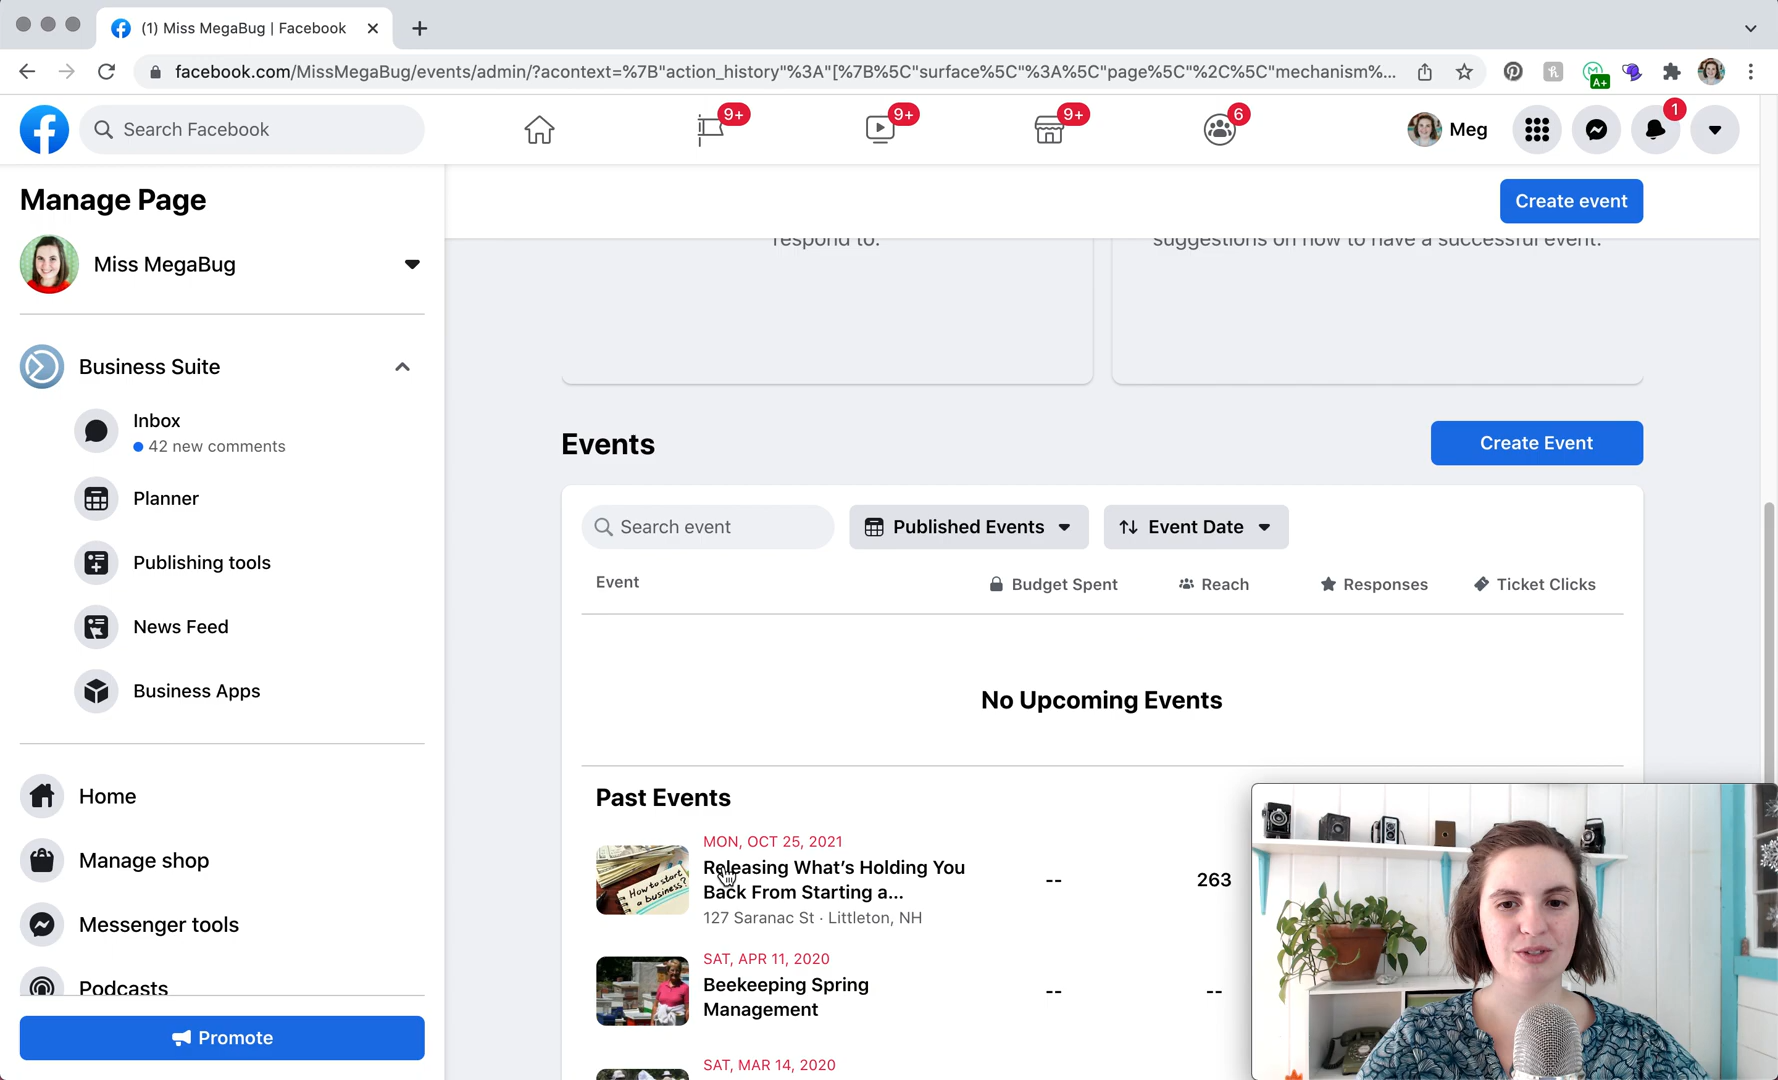 (1) Miss MegaBug | Facebook
facebook.com/MissMegaBug/events/admin/?acontext=%7B"action_history"%3A"[%7B%5C"surface%5C"%3A%5C"page%5C"%2C%5C"mechanism%...
A+
Search Facebook
9+
9+
9+
6
Meg
1
Manage Page
Miss MegaBug
Business Suite
Inbox
42 new comments
Planner
Publishing tools
News Feed
Business Apps
Home
Manage shop
Messenger tools
Podcasts
Promote
Create event
respond to.
suggestions on how to have a successful event.
Events
Create Event
Search event
Published Events
Event Date
Event
Budget Spent
Reach
Responses
Ticket Clicks
No Upcoming Events
Past Events
How to start
a business?
MON, OCT 25, 2021
Releasing What's Holding You
Back From Starting a...
127 Saranac St · Littleton, NH
--
263
SAT, APR 11, 2020
Beekeeping Spring
Management
--
--
SAT, MAR 14, 2020